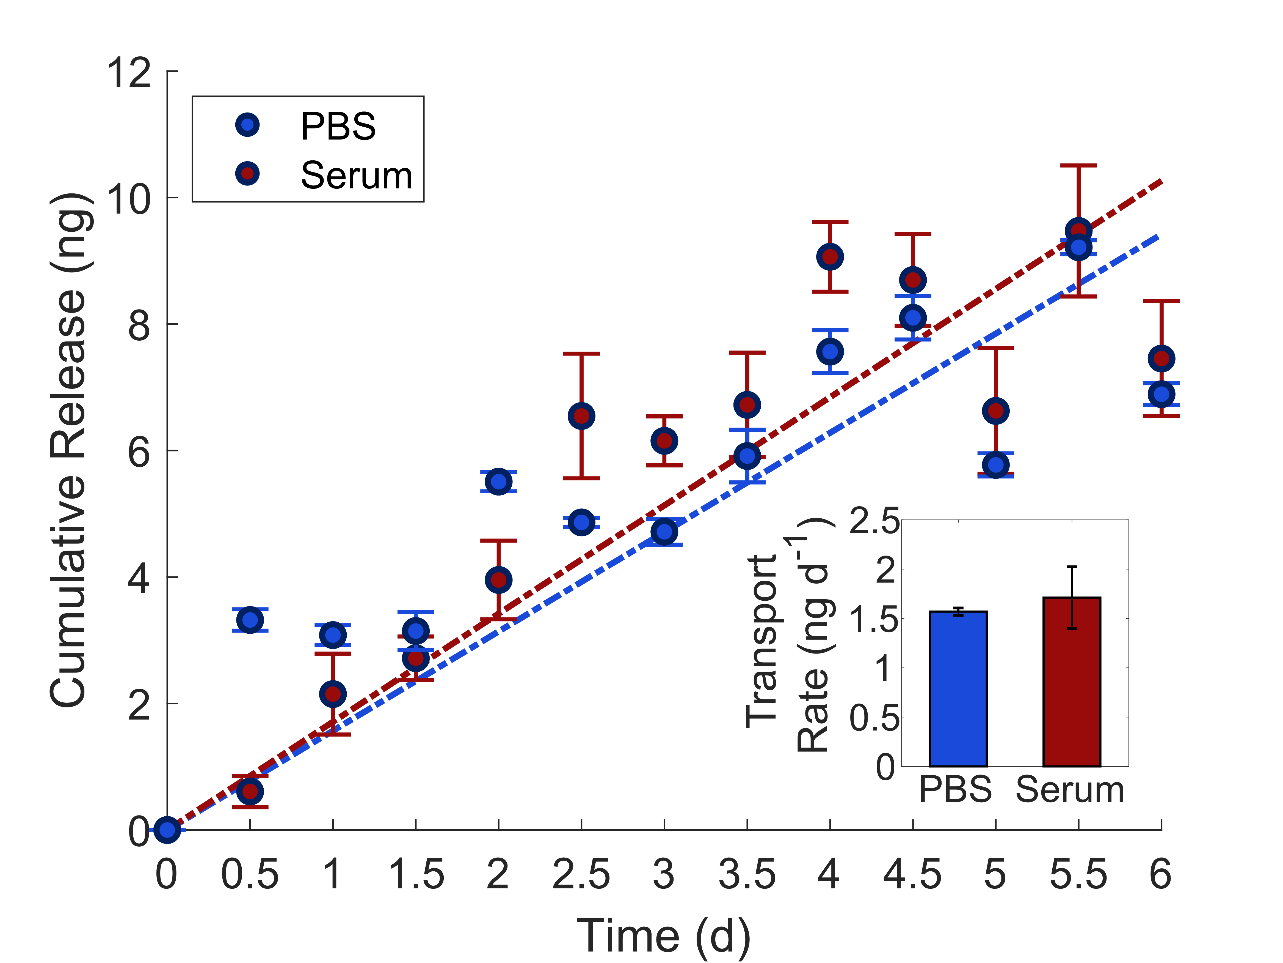 12
10
8
6
4
2
0
Cumulative Release (ng)
PBS
Serum
0 0.5 1 1.5 2 2.5 3 3.5 4 4.5 5 5.5 6
Time (d)
2.5
2
1.5
1
0.5
0
Transport
Rate (ng d⁻¹)
PBS Serum